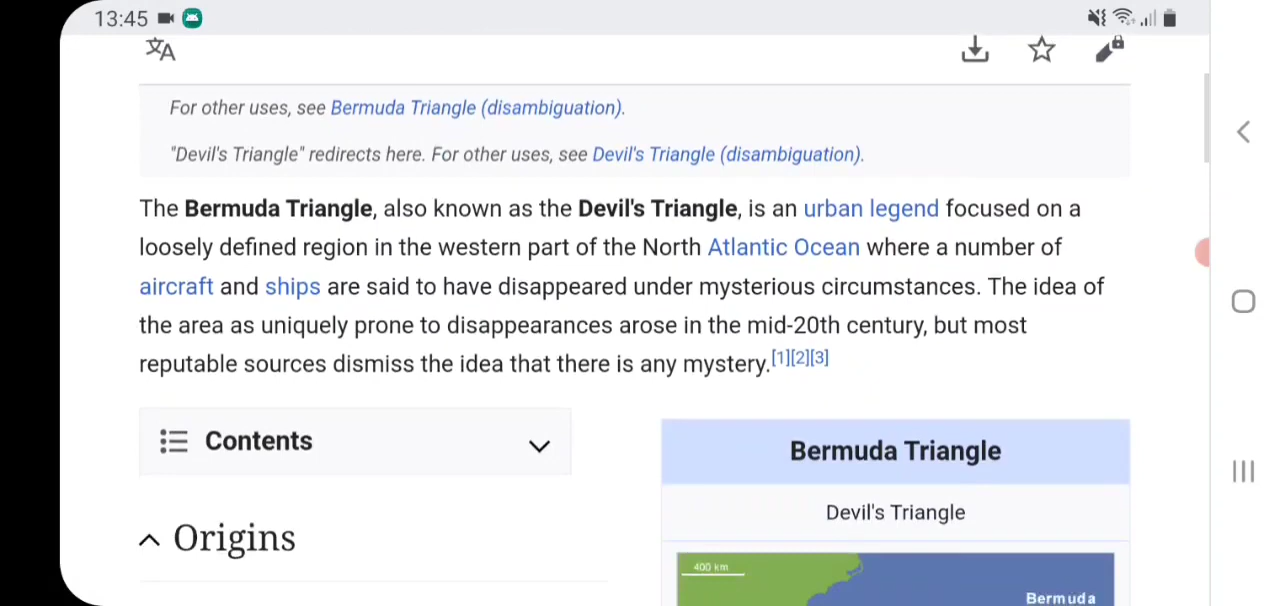 13:45
For other uses, see Bermuda Triangle (disambiguation).
"Devil's Triangle" redirects here. For other uses, see Devil's Triangle (disambiguation).
The Bermuda Triangle, also known as the Devil's Triangle, is an urban legend focused on a
loosely defined region in the western part of the North Atlantic Ocean where a number of
aircraft and ships are said to have disappeared under mysterious circumstances. The idea of
the area as uniquely prone to disappearances arose in the mid-20th century, but most
reputable sources dismiss the idea that there is any mystery.[1][2][3]
Contents
Origins
Bermuda Triangle
Devil's Triangle
400 km
Bermuda